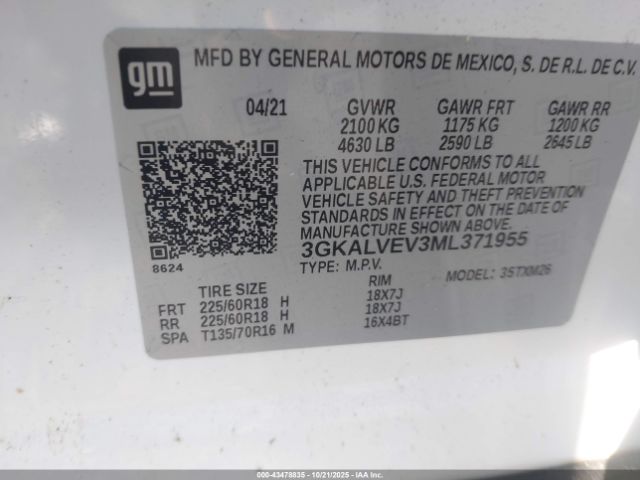 gm
MFD BY GENERAL MOTORS DE MEXICO, S. DE R.L. DE C.V.
04/21 GVWR GAWR FRT GAWR RR
2100 KG 1175 KG 1200 KG
4630 LB 2590 LB 2645 LB
THIS VEHICLE CONFORMS TO ALL
APPLICABLE U.S. FEDERAL MOTOR
VEHICLE SAFETY AND THEFT PREVENTION
STANDARDS IN EFFECT ON THE DATE OF
MANUFACTURE SHOWN ABOVE.
3GKALVEV3ML371955
8624
TYPE: M.P.V. MODEL: 3STXM26
TIRE SIZE RIM
FRT 225/60R18 H 18X7J
RR 225/60R18 H 18X7J
SPA T135/70R16 M 16X4BT
000-43478835 - 10/21/2025 - IAAI.COM